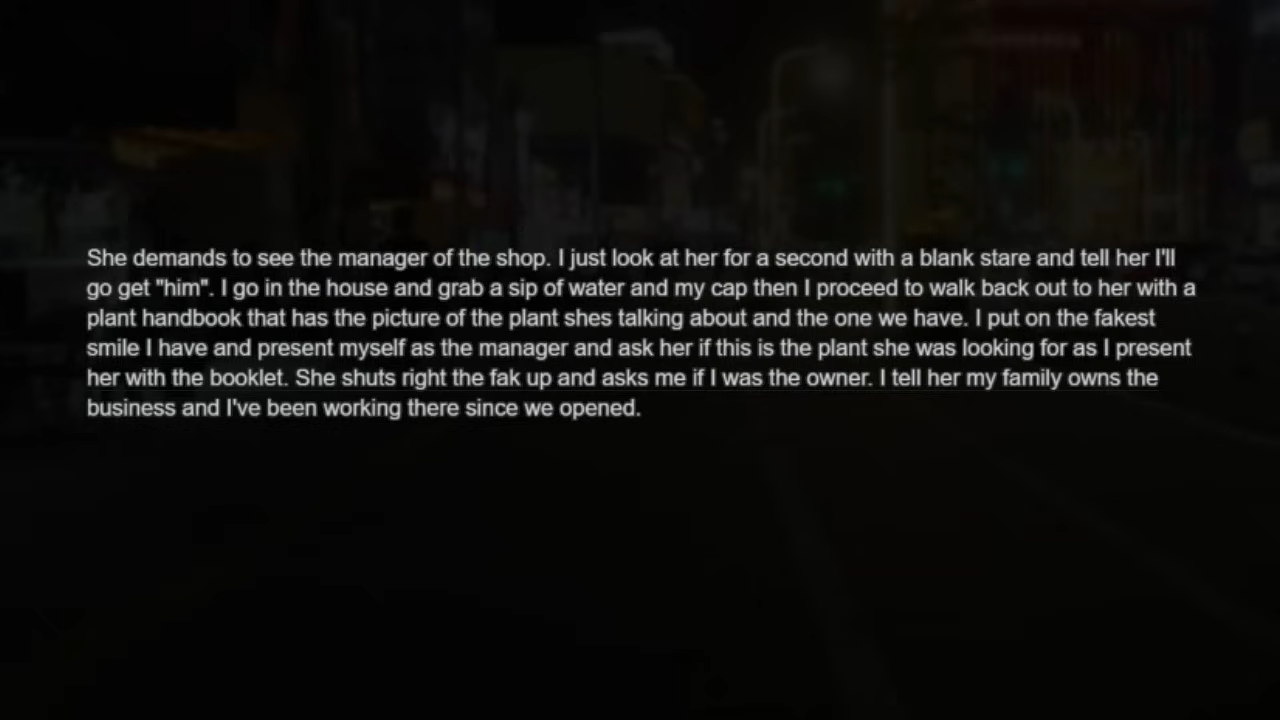 She demands to see the manager of the shop. I just look at her for a second with a blank stare and tell her I'll
go get "him". I go in the house and grab a sip of water and my cap then I proceed to walk back out to her with a
plant handbook that has the picture of the plant shes talking about and the one we have. I put on the fakest
smile I have and present myself as the manager and ask her if this is the plant she was looking for as I present
her with the booklet. She shuts right the fak up and asks me if I was the owner. I tell her my family owns the
business and I've been working there since we opened.